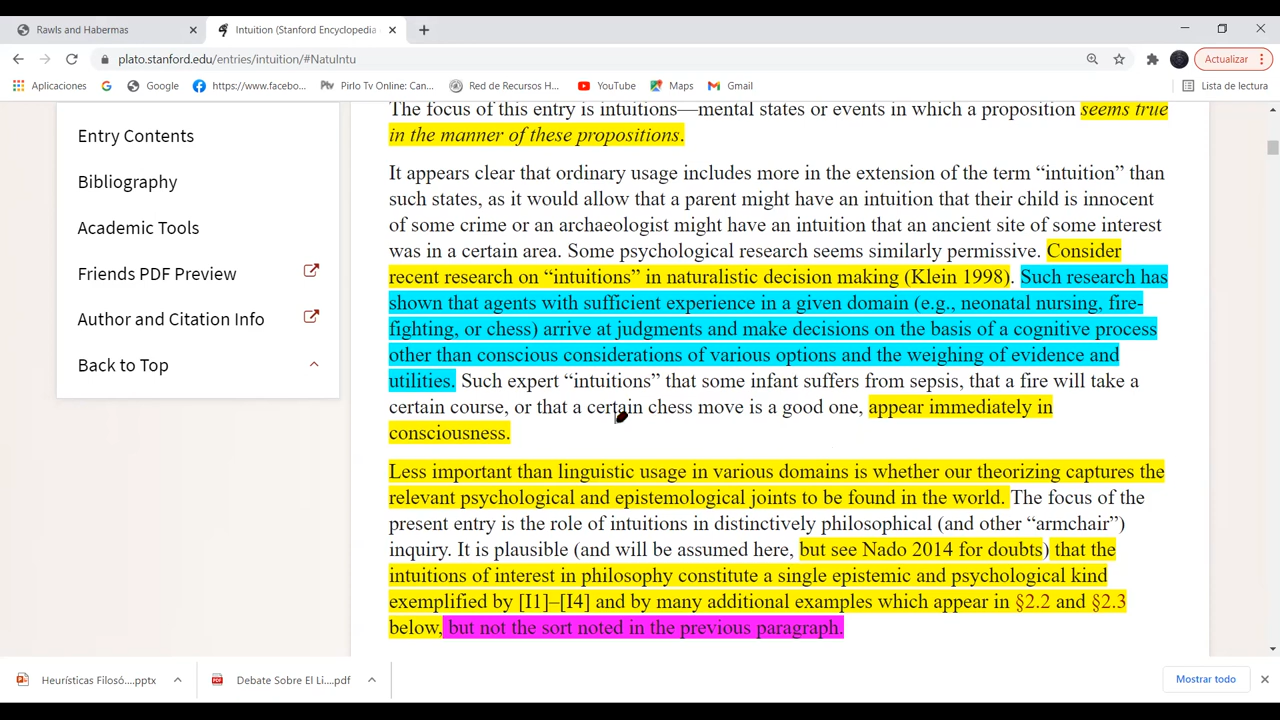 Rawls and Habermas
Intuition (Stanford Encyclopedia
plato.stanford.edu/entries/intuition/#NatuIntu
Actualizar
Aplicaciones
Google
https://www.facebo...
Pirlo Tv Online: Can...
Red de Recursos H...
YouTube
Maps
Gmail
Lista de lectura
Entry Contents
Bibliography
Academic Tools
Friends PDF Preview
Author and Citation Info
Back to Top
The focus of this entry is intuitions—mental states or events in which a proposition seems true
in the manner of these propositions.
It appears clear that ordinary usage includes more in the extension of the term “intuition” than
such states, as it would allow that a parent might have an intuition that their child is innocent
of some crime or an archaeologist might have an intuition that an ancient site of some interest
was in a certain area. Some psychological research seems similarly permissive. Consider
recent research on “intuitions” in naturalistic decision making (Klein 1998). Such research has
shown that agents with sufficient experience in a given domain (e.g., neonatal nursing, fire-
fighting, or chess) arrive at judgments and make decisions on the basis of a cognitive process
other than conscious considerations of various options and the weighing of evidence and
utilities. Such expert “intuitions” that some infant suffers from sepsis, that a fire will take a
certain course, or that a certain chess move is a good one, appear immediately in
consciousness.
Less important than linguistic usage in various domains is whether our theorizing captures the
relevant psychological and epistemological joints to be found in the world. The focus of the
present entry is the role of intuitions in distinctively philosophical (and other “armchair”)
inquiry. It is plausible (and will be assumed here, but see Nado 2014 for doubts) that the
intuitions of interest in philosophy constitute a single epistemic and psychological kind
exemplified by [I1]–[I4] and by many additional examples which appear in §2.2 and §2.3
below, but not the sort noted in the previous paragraph.
Heurísticas Filosó....pptx
Debate Sobre El Li....pdf
Mostrar todo